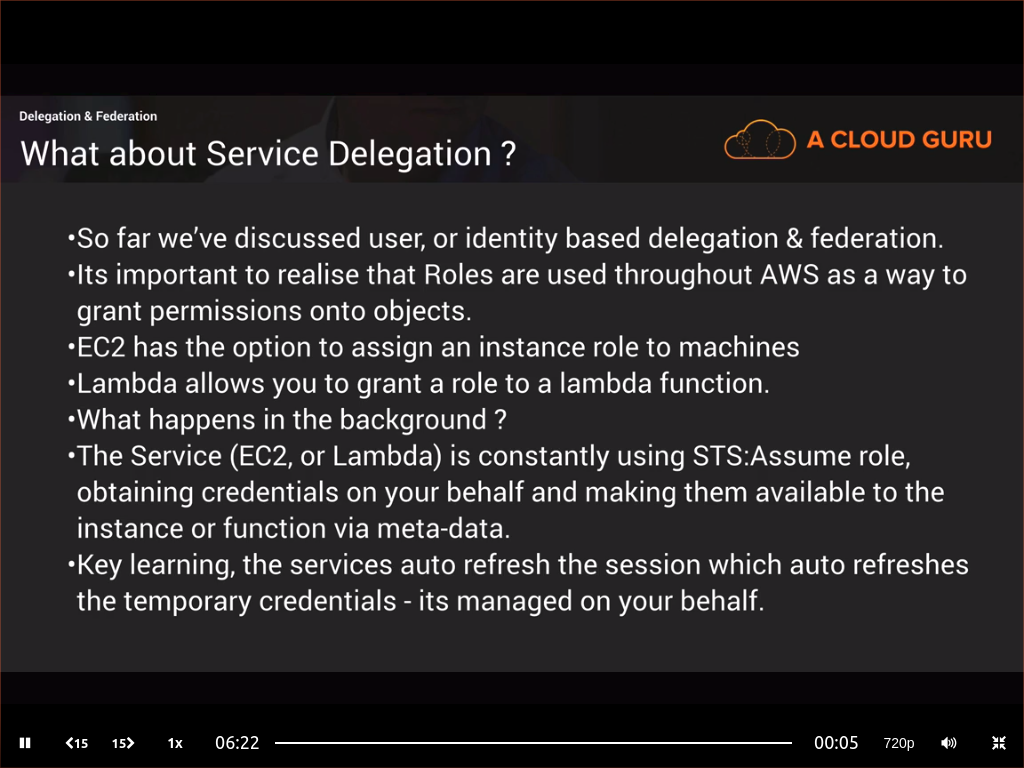 Delegation & Federation
What about Service Delegation ?
A CLOUD GURU
•So far we've discussed user, or identity based delegation & federation.
•Its important to realise that Roles are used throughout AWS as a way to
grant permissions onto objects.
•EC2 has the option to assign an instance role to machines
•Lambda allows you to grant a role to a lambda function.
•What happens in the background ?
•The Service (EC2, or Lambda) is constantly using STS:Assume role,
obtaining credentials on your behalf and making them available to the
instance or function via meta-data.
•Key learning, the services auto refresh the session which auto refreshes
the temporary credentials - its managed on your behalf.
15 15 1x 06:22 00:05 720p